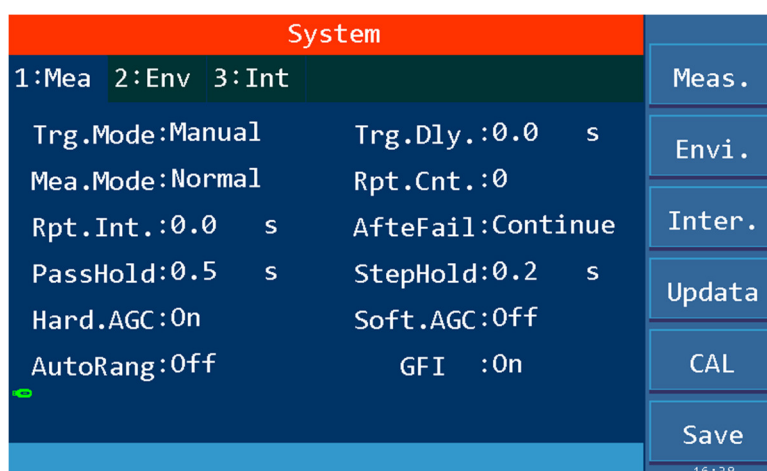 System
1:Mea 2:Env 3:Int
Trg.Mode:Manual Trg.Dly.:0.0 s
Mea.Mode:Normal Rpt.Cnt.:0
Rpt.Int.:0.0 s AfteFail:Continue
PassHold:0.5 s StepHold:0.2 s
Hard.AGC:On Soft.AGC:Off
AutoRang:Off GFI :On
Meas.
Envi.
Inter.
Updata
CAL
Save